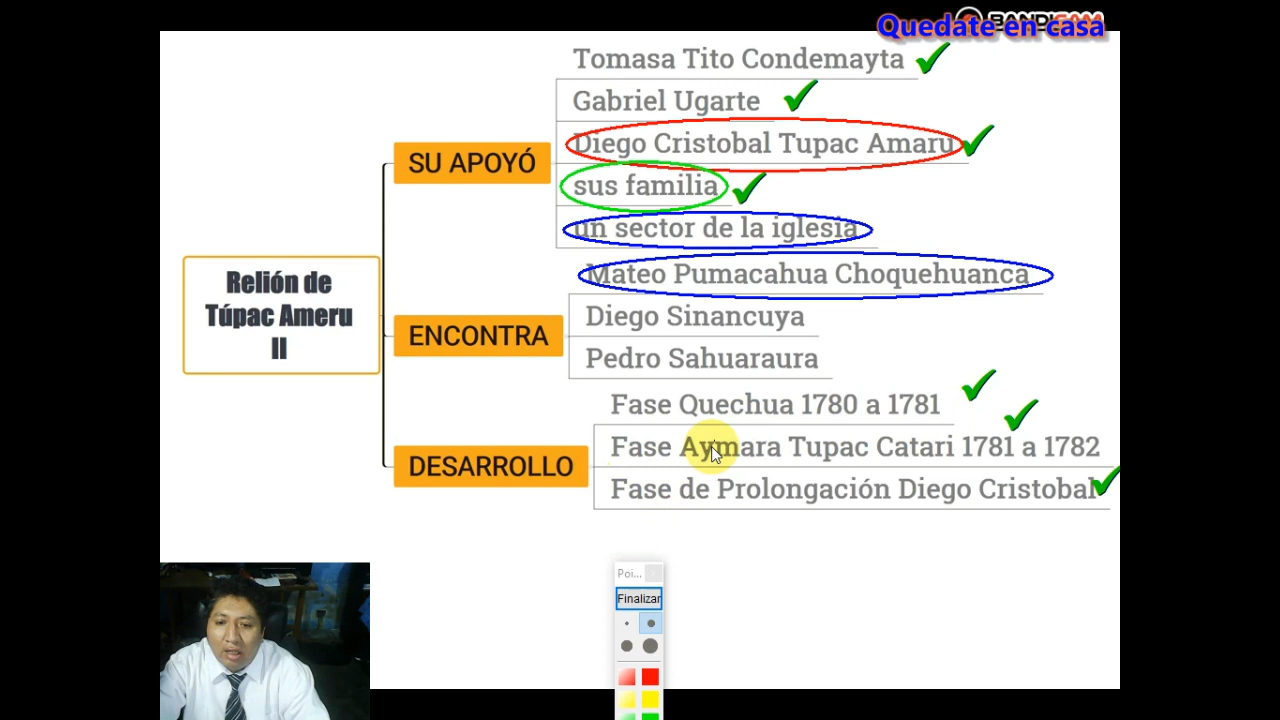 BANDICAM
Quedate en casa
Tomasa Tito Condemayta
Gabriel Ugarte
Diego Cristobal Tupac Amaru
sus familia
un sector de la iglesia
SU APOYÓ
Mateo Pumacahua Choquehuanca
Diego Sinancuya
Pedro Sahuaraura
ENCONTRA
Relión de
Túpac Ameru
II
Fase Quechua 1780 a 1781
Fase Aymara Tupac Catari 1781 a 1782
Fase de Prolongación Diego Cristobal
DESARROLLO
Poi...
Finalizar